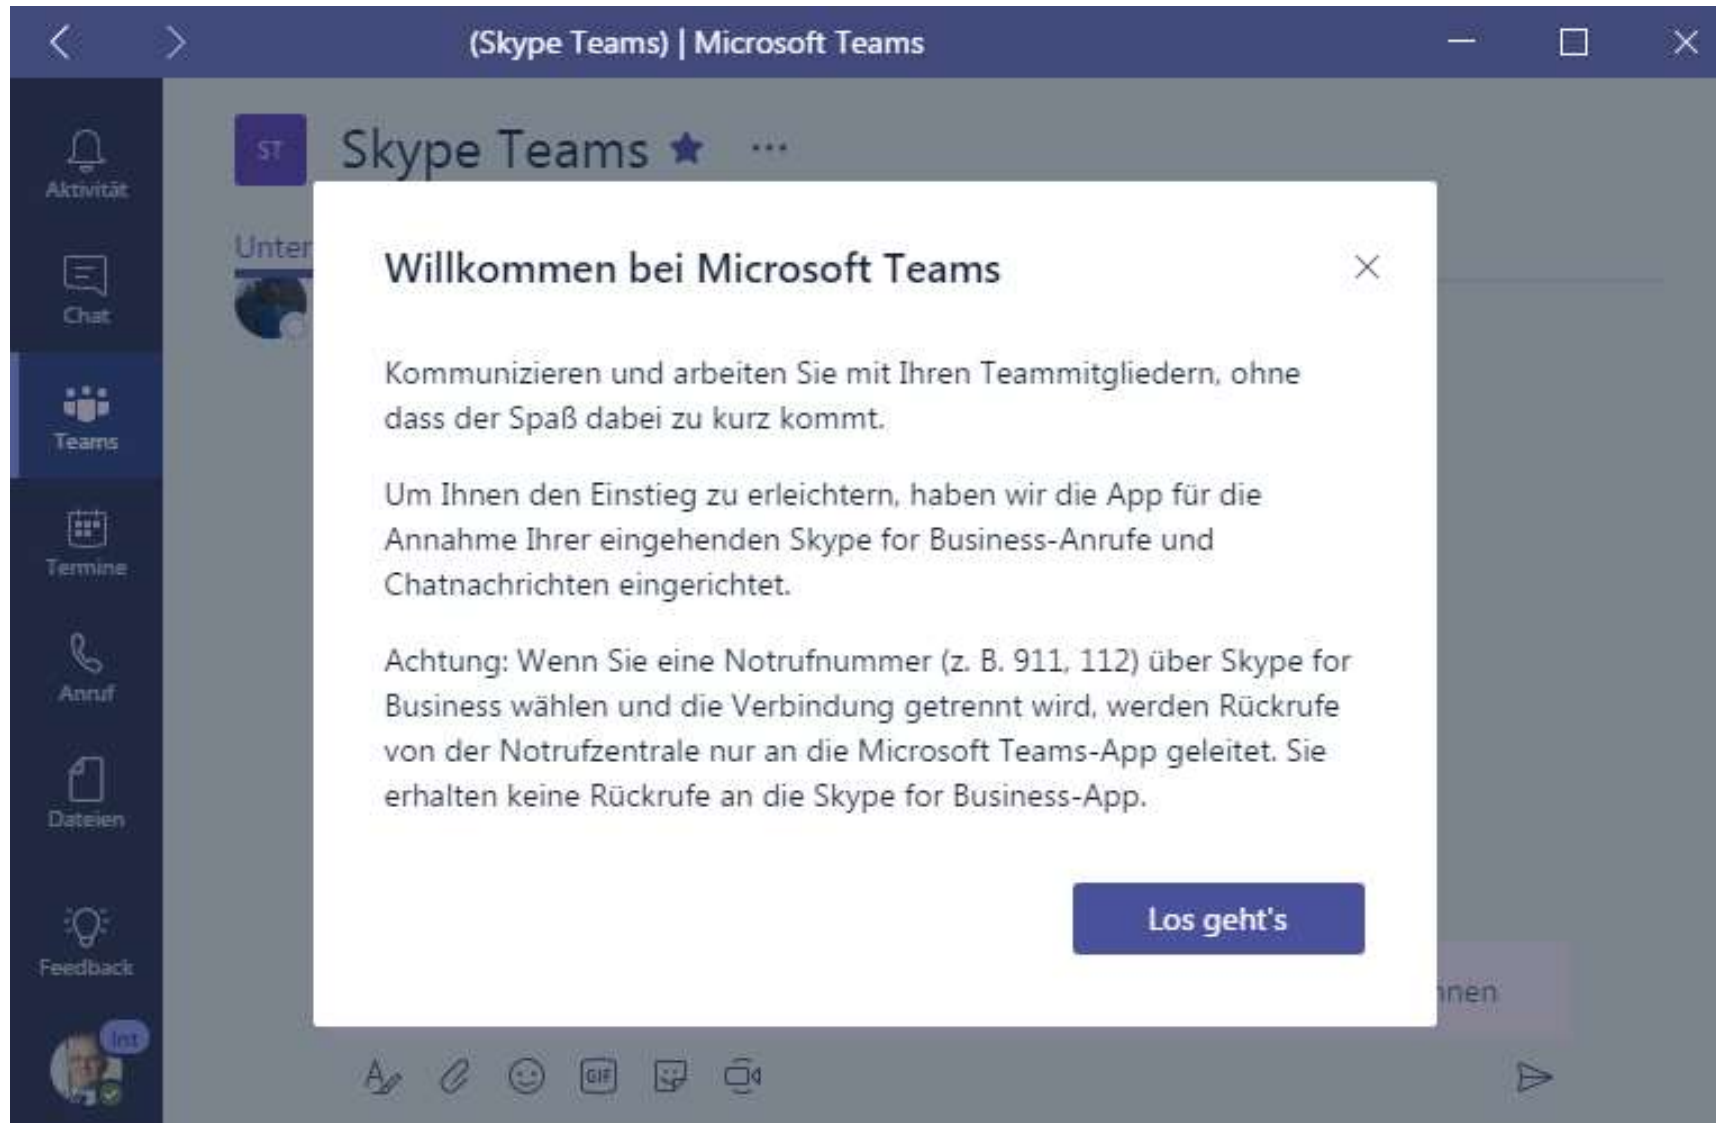 (Skype Teams) | Microsoft Teams
Aktivität
Chat
Teams
Termine
Anruf
Dateien
Feedback
Int
ST
Skype Teams
Unter
Willkommen bei Microsoft Teams
Kommunizieren und arbeiten Sie mit Ihren Teammitgliedern, ohne
dass der Spaß dabei zu kurz kommt.
Um Ihnen den Einstieg zu erleichtern, haben wir die App für die
Annahme Ihrer eingehenden Skype for Business-Anrufe und
Chatnachrichten eingerichtet.
Achtung: Wenn Sie eine Notrufnummer (z. B. 911, 112) über Skype for
Business wählen und die Verbindung getrennt wird, werden Rückrufe
von der Notrufzentrale nur an die Microsoft Teams-App geleitet. Sie
erhalten keine Rückrufe an die Skype for Business-App.
Los geht's
nnen
GIF